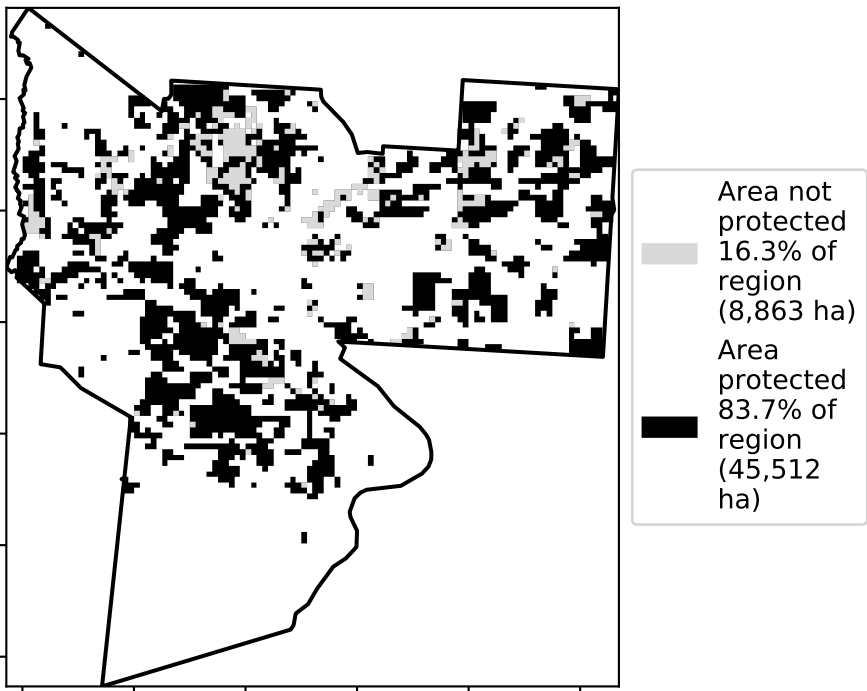 Area not
protected
16.3% of
region
(8,863 ha)
Area
protected
83.7% of
region
(45,512
ha)